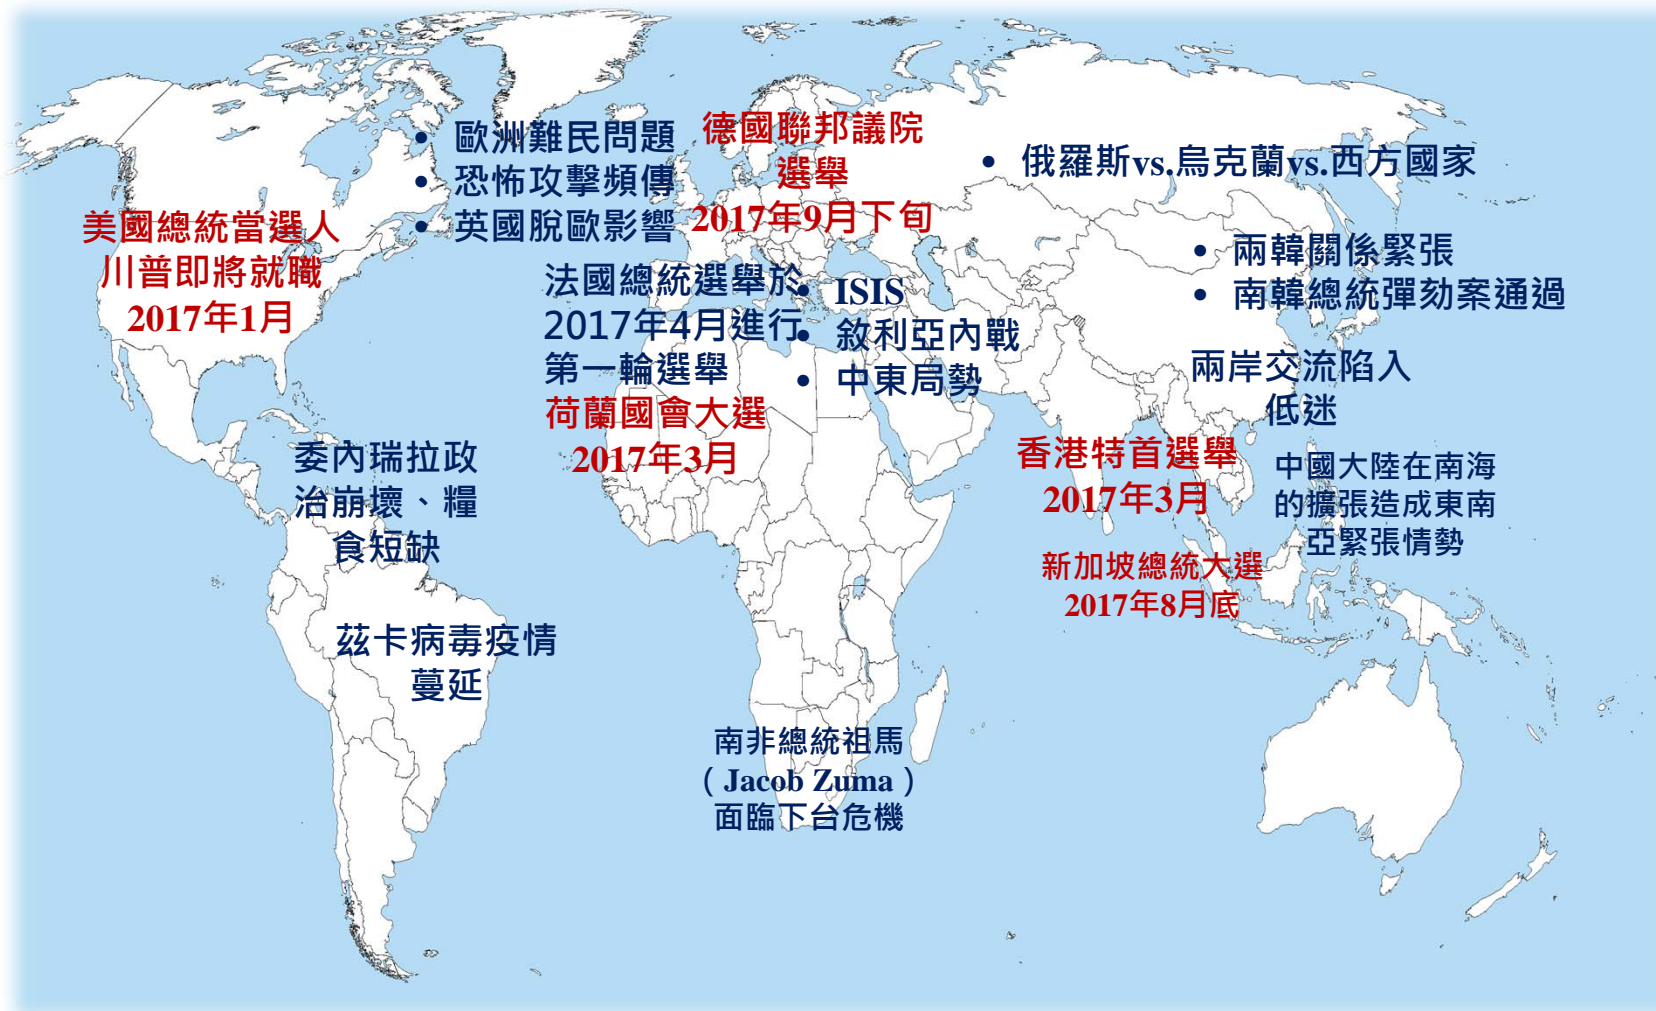 • 歐洲難民問題
• 恐怖攻擊頻傳
• 英國脫歐影響
德國聯邦議院
選舉
2017年9月下旬
• 俄羅斯vs.烏克蘭vs.西方國家
美國總統當選人
川普即將就職
2017年1月
• 兩韓關係緊張
• 南韓總統彈劾案通過
法國總統選舉於
2017年4月進行
第一輪選舉
• ISIS
• 敘利亞內戰
• 中東局勢
荷蘭國會大選
2017年3月
兩岸交流陷入
低迷
香港特首選舉
2017年3月
中國大陸在南海
的擴張造成東南
亞緊張情勢
委內瑞拉政
治崩壞、糧
食短缺
新加坡總統大選
2017年8月底
茲卡病毒疫情
蔓延
南非總統祖馬
（Jacob Zuma）
面臨下台危機